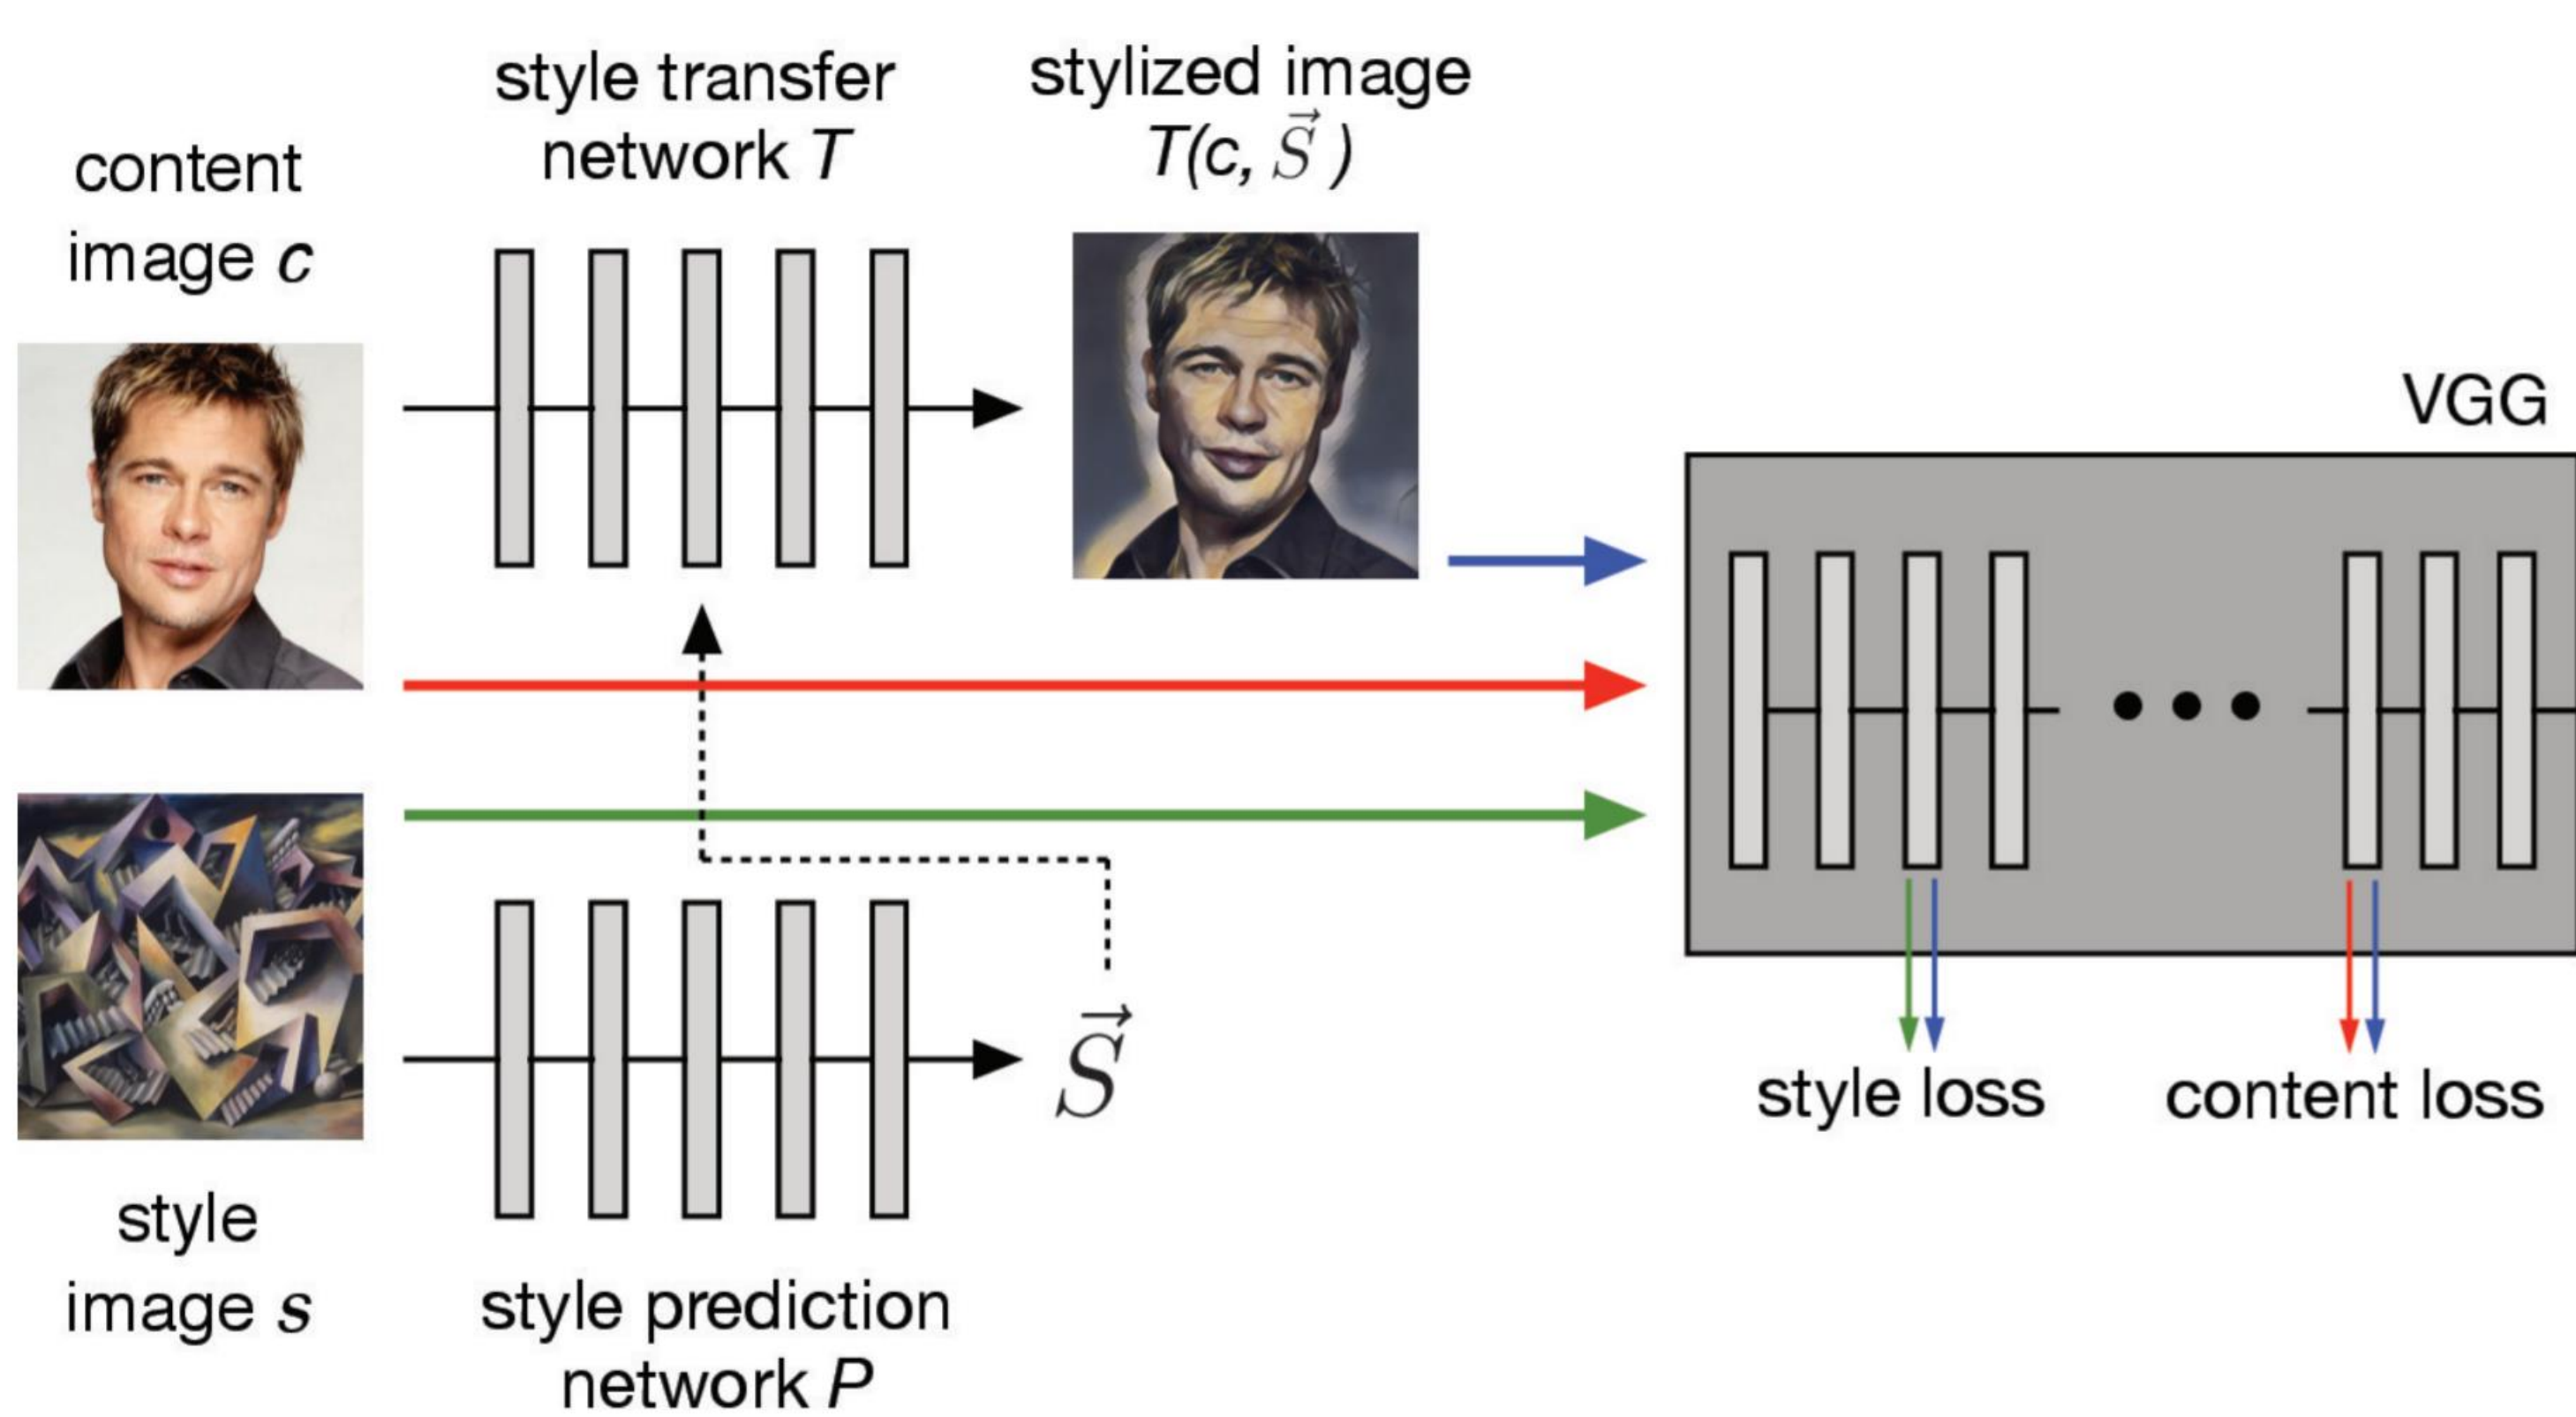 content
image c
style transfer
network T
stylized image
T(c, S⃗ )
VGG
S⃗
style loss
content loss
style
image s
style prediction
network P